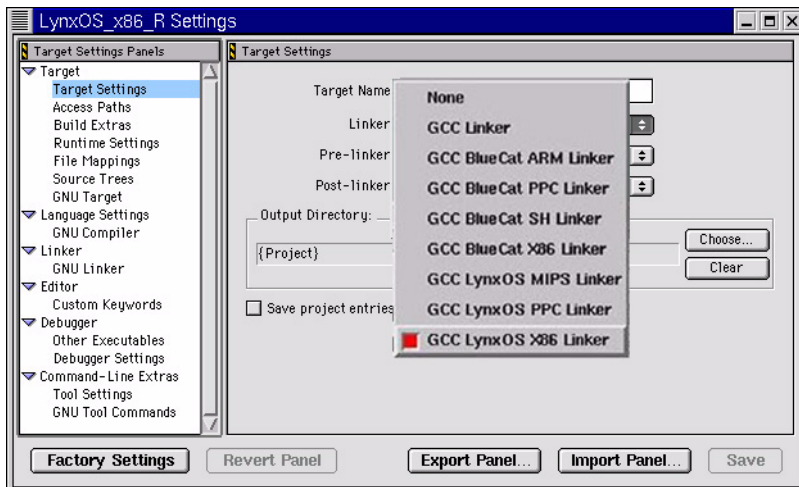 LynxOS_x86_R Settings
Target Settings Panels
Target
Target Settings
Access Paths
Build Extras
Runtime Settings
File Mappings
Source Trees
GNU Target
Language Settings
GNU Compiler
Linker
GNU Linker
Editor
Custom Keywords
Debugger
Other Executables
Debugger Settings
Command-Line Extras
Tool Settings
GNU Tool Commands
Target Settings
Target Name
Linker
Pre-linker
Post-linker
Output Directory:
{Project}
Choose...
Clear
Save project entries
None
GCC Linker
GCC BlueCat ARM Linker
GCC BlueCat PPC Linker
GCC BlueCat SH Linker
GCC BlueCat X86 Linker
GCC LynxOS MIPS Linker
GCC LynxOS PPC Linker
GCC LynxOS X86 Linker
Factory Settings
Revert Panel
Export Panel...
Import Panel...
Save